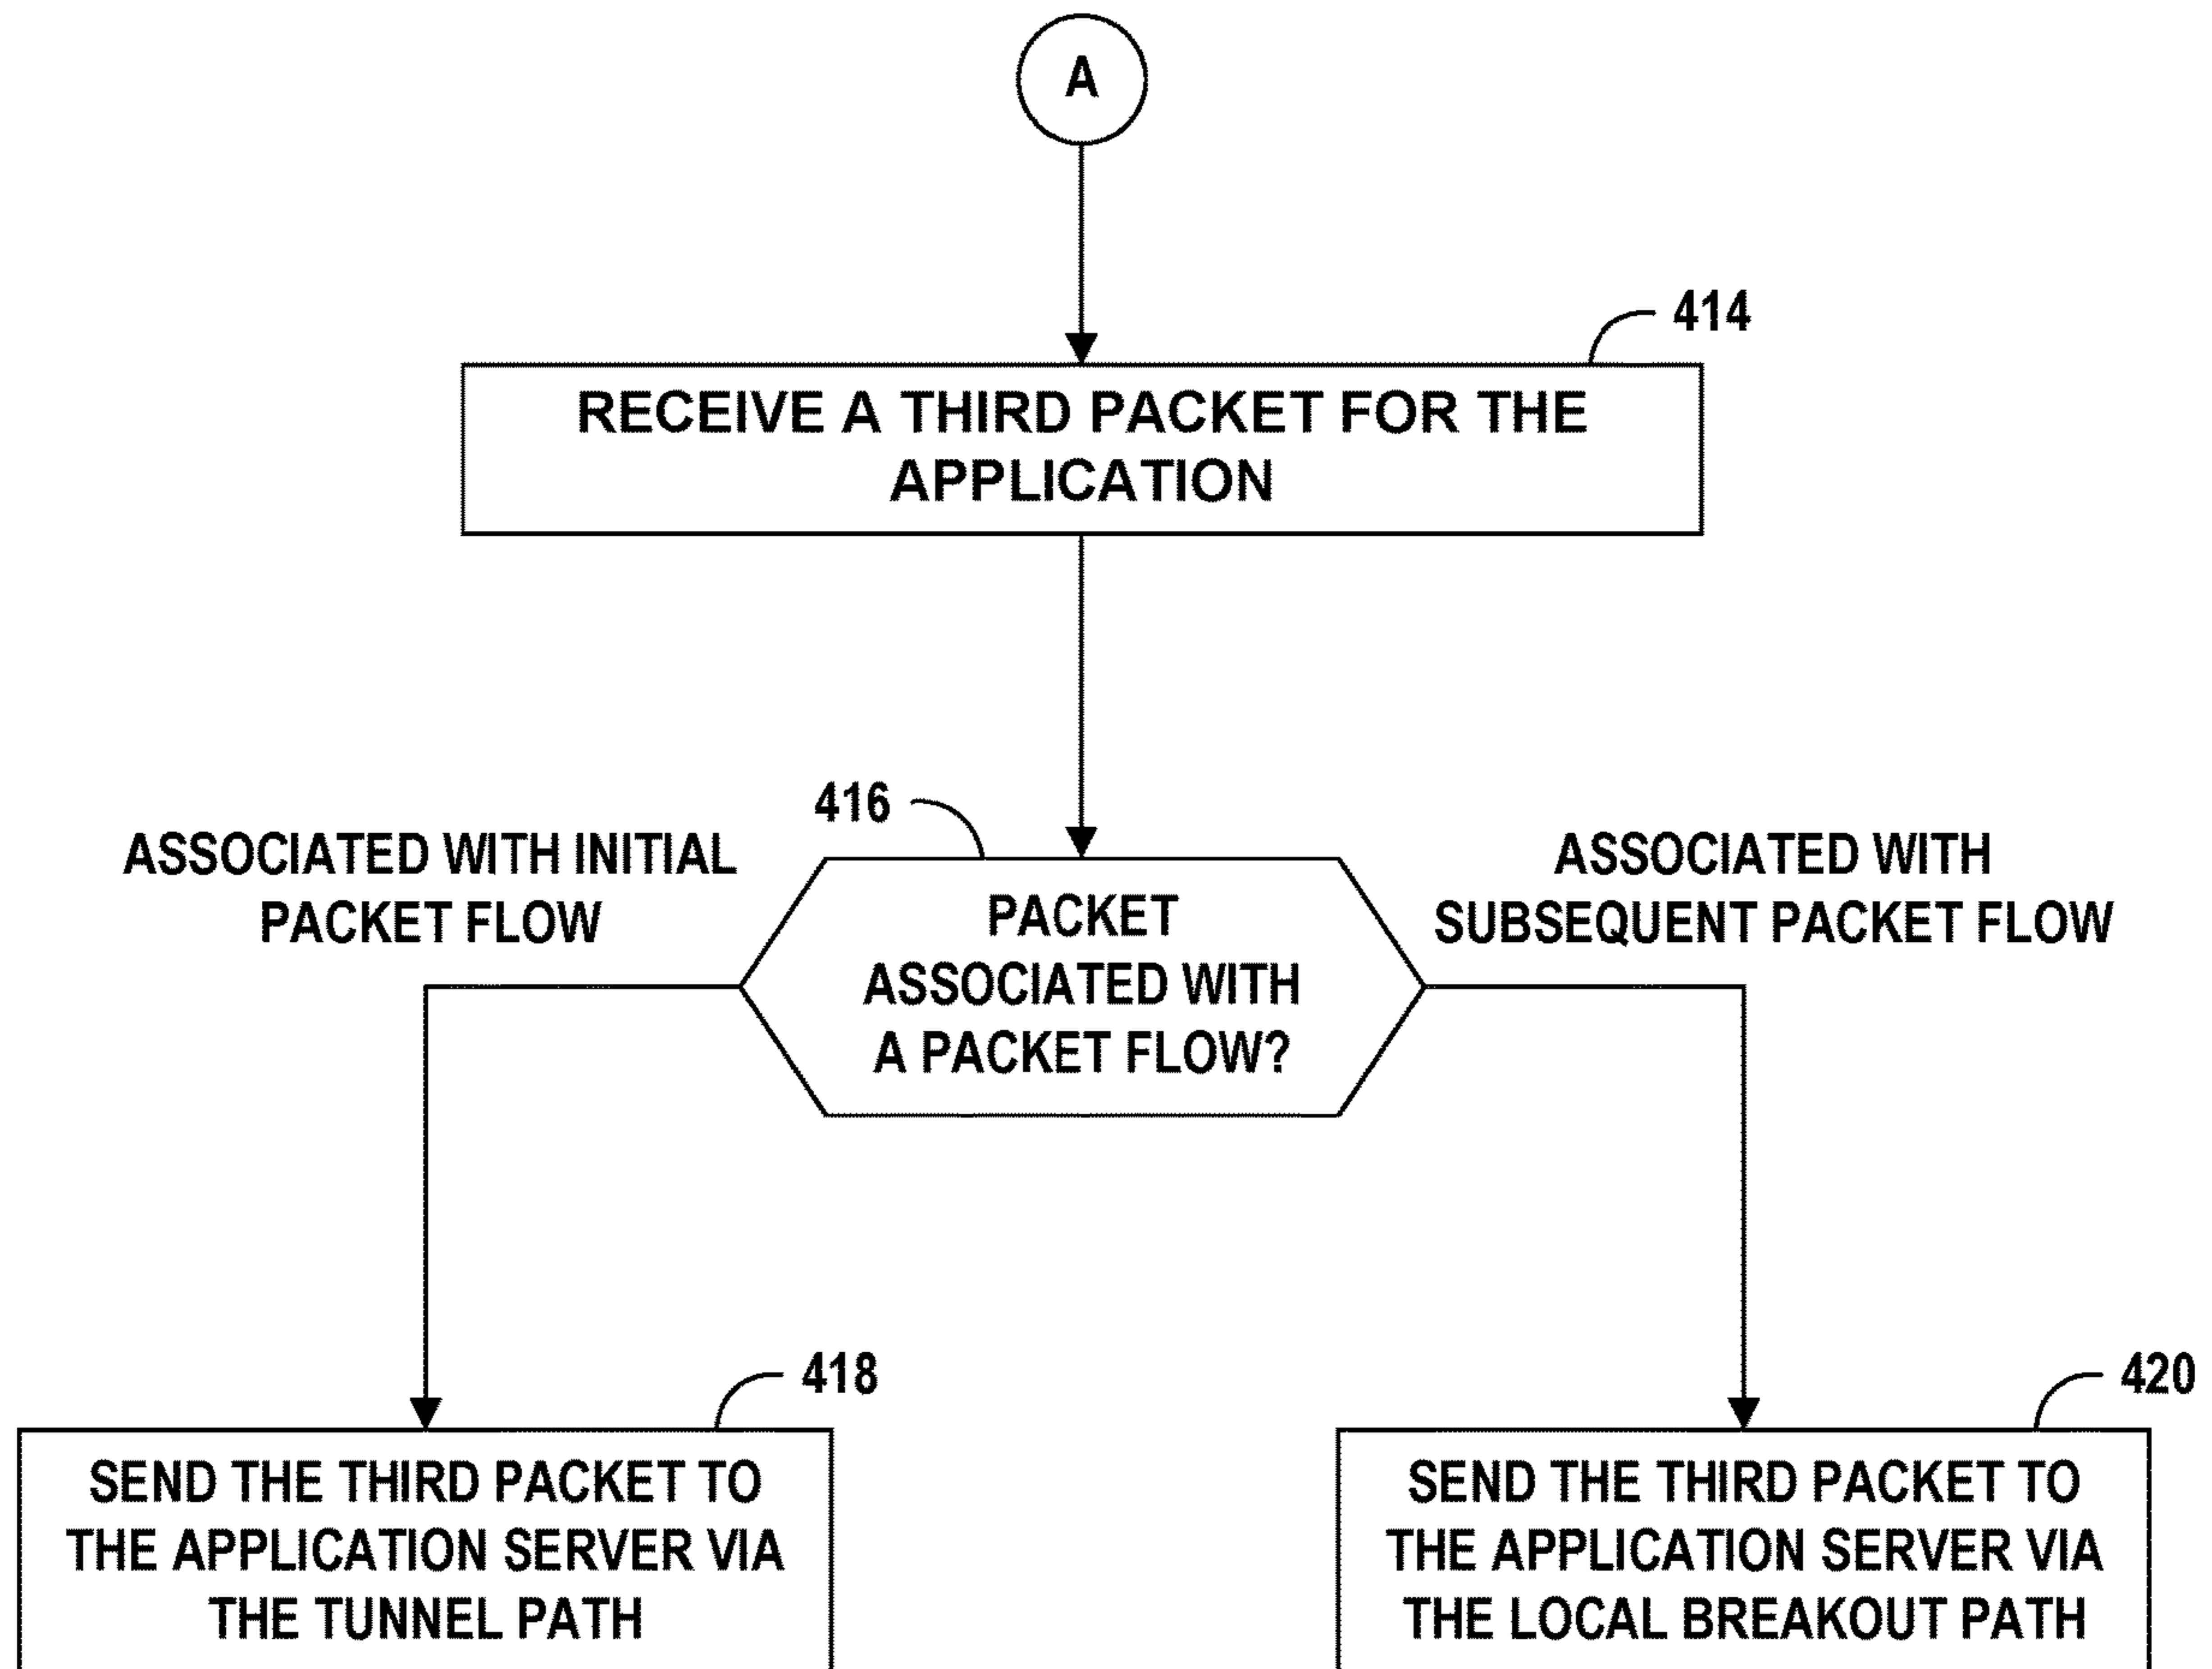 A
414
RECEIVE A THIRD PACKET FOR THE
APPLICATION
416
ASSOCIATED WITH INITIAL
PACKET FLOW
ASSOCIATED WITH
SUBSEQUENT PACKET FLOW
PACKET
ASSOCIATED WITH
A PACKET FLOW?
418
SEND THE THIRD PACKET TO
THE APPLICATION SERVER VIA
THE TUNNEL PATH
420
SEND THE THIRD PACKET TO
THE APPLICATION SERVER VIA
THE LOCAL BREAKOUT PATH